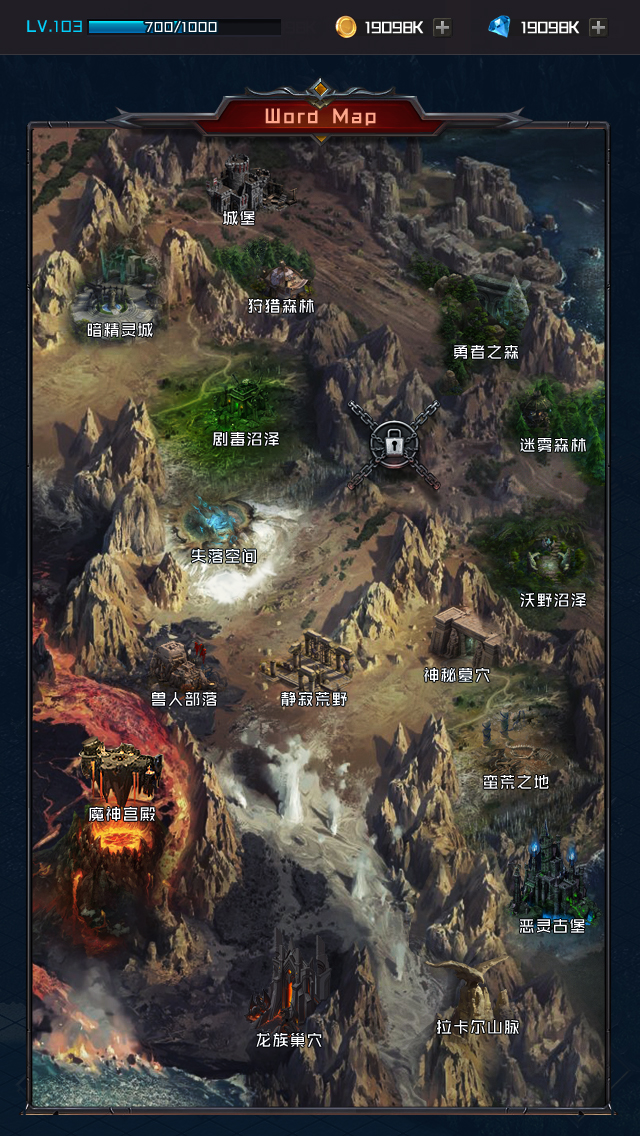 LV.103 700/1000 19098K 19098K
Word Map
城堡
狩猎森林
暗精灵城
勇者之森
剧毒沼泽
迷雾森林
失落空间
沃野沼泽
神秘墓穴
兽人部落
静寂荒野
蛮荒之地
魔神宫殿
恶灵古堡
拉卡尔山脉
龙族巢穴